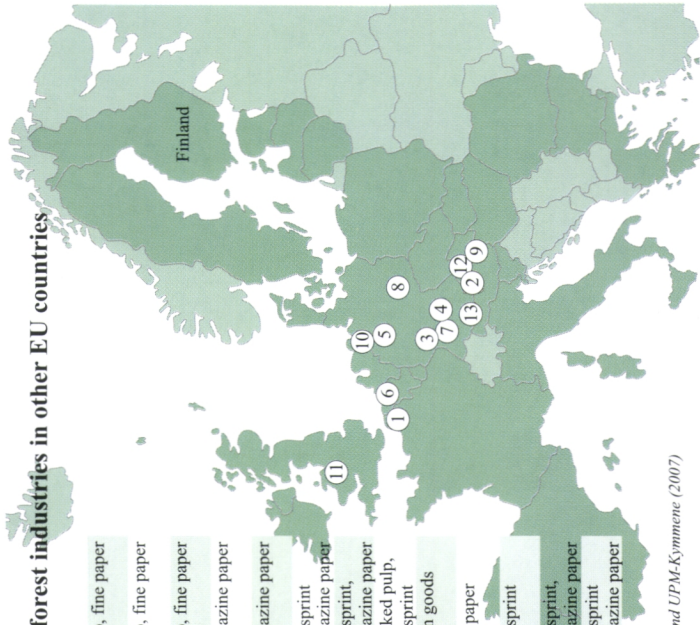 forest industries in other EU countries
, fine paper
, fine paper
, fine paper
azine paper
azine paper
sprint
azine paper
sprint,
azine paper
ked pulp,
sprint
n goods
paper
sprint
sprint,
azine paper
sprint
azine paper
nd UPM-Kymmene (2007)
Finland
11
10
5
6
1
8
3
4
7
12
13
2
9